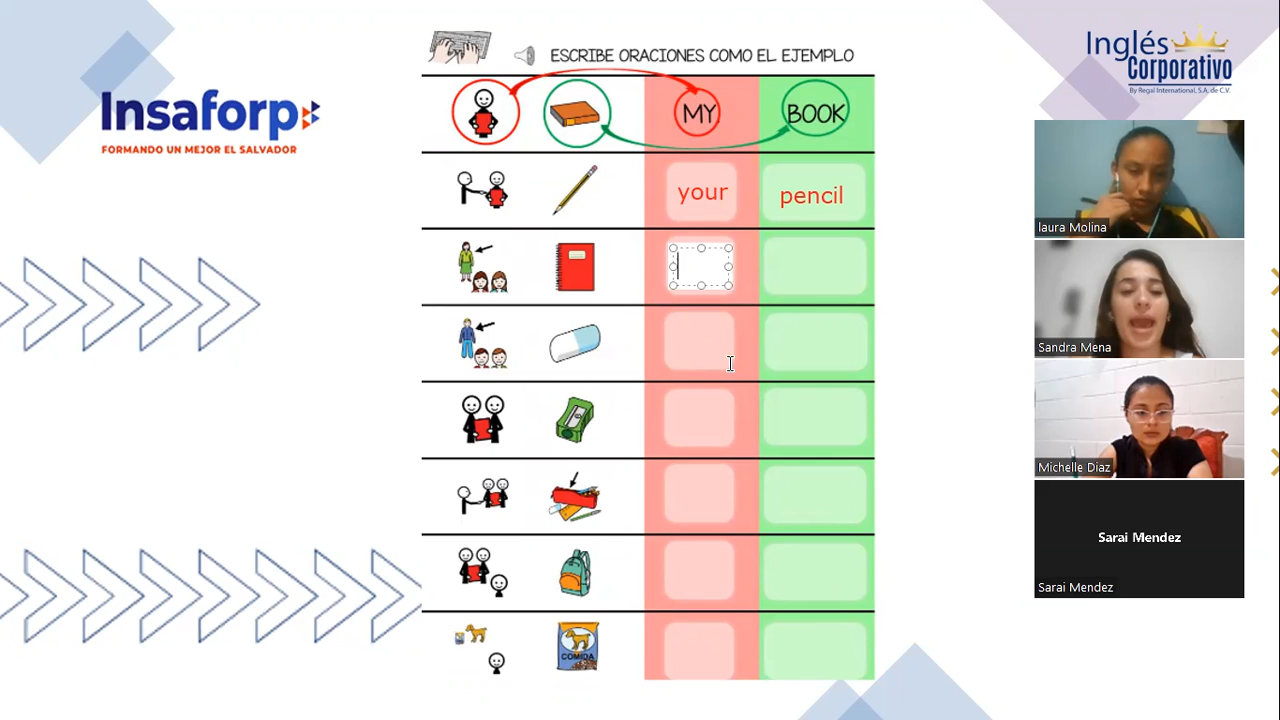 Insaforp
FORMANDO UN MEJOR EL SALVADOR
ESCRIBE ORACIONES COMO EL EJEMPLO
MY BOOK
your pencil
COMIDA
Inglés
Corporativo
By Regal International, S.A. de C.V.
laura Molina
Sandra Mena
Michelle Diaz
Sarai Mendez
Sarai Mendez